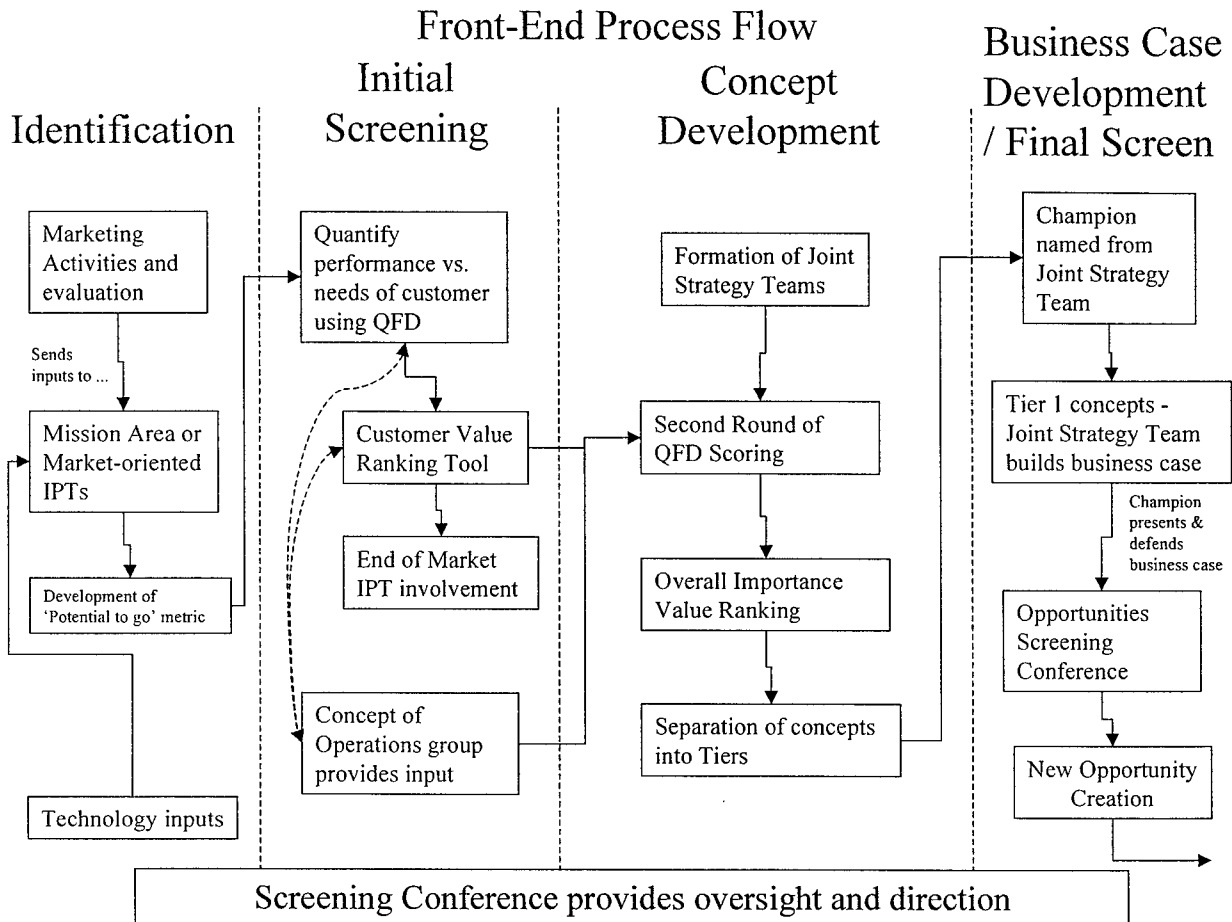 Front-End Process Flow
Identification
Initial
Screening
Concept
Development
Business Case
Development
/ Final Screen
Marketing
Activities and
evaluation
Sends
inputs to ...
Mission Area or
Market-oriented
IPTs
Development of
‘Potential to go’ metric
Technology inputs
Quantify
performance vs.
needs of customer
using QFD
Customer Value
Ranking Tool
End of Market
IPT involvement
Concept of
Operations group
provides input
Formation of Joint
Strategy Teams
Second Round of
QFD Scoring
Overall Importance
Value Ranking
Separation of concepts
into Tiers
Champion
named from
Joint Strategy
Team
Tier 1 concepts -
Joint Strategy Team
builds business case
Champion
presents &
defends
business case
Opportunities
Screening
Conference
New Opportunity
Creation
Screening Conference provides oversight and direction